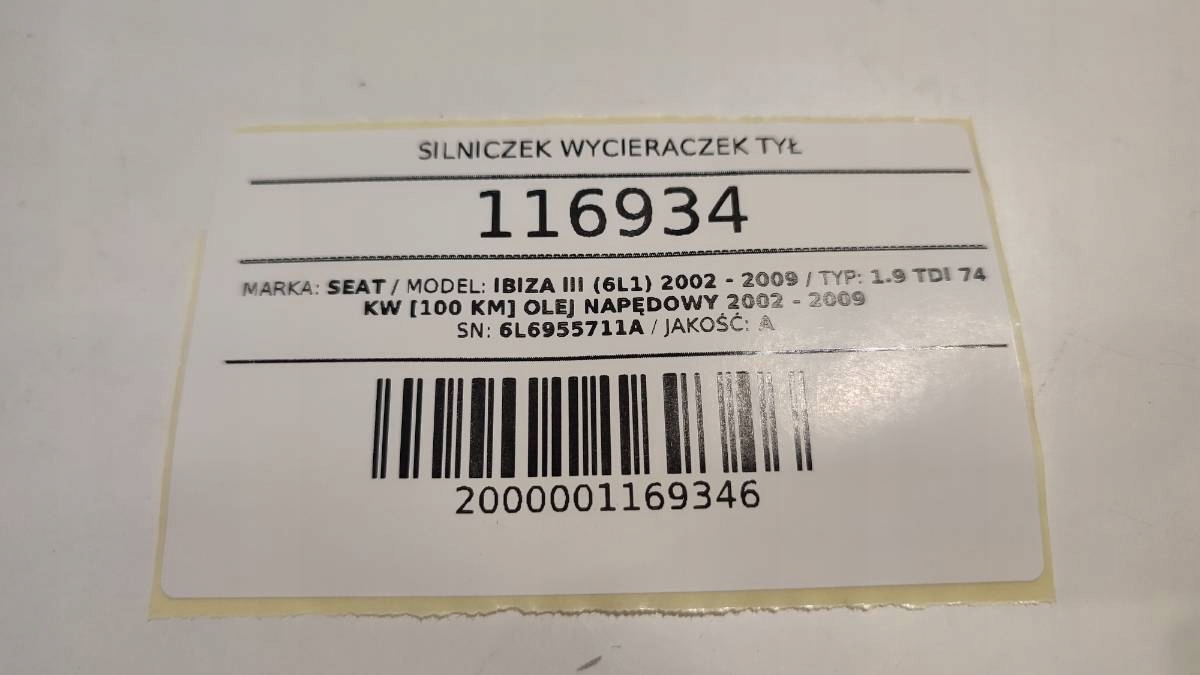 SILNICZEK WYCIERACZEK TYŁ
116934
MARKA: SEAT / MODEL: IBIZA III (6L1) 2002 - 2009 / TYP: 1.9 TDI 74
KW [100 KM] OLEJ NAPĘDOWY 2002 - 2009
SN: 6L6955711A / JAKOŚĆ: A
2000001169346